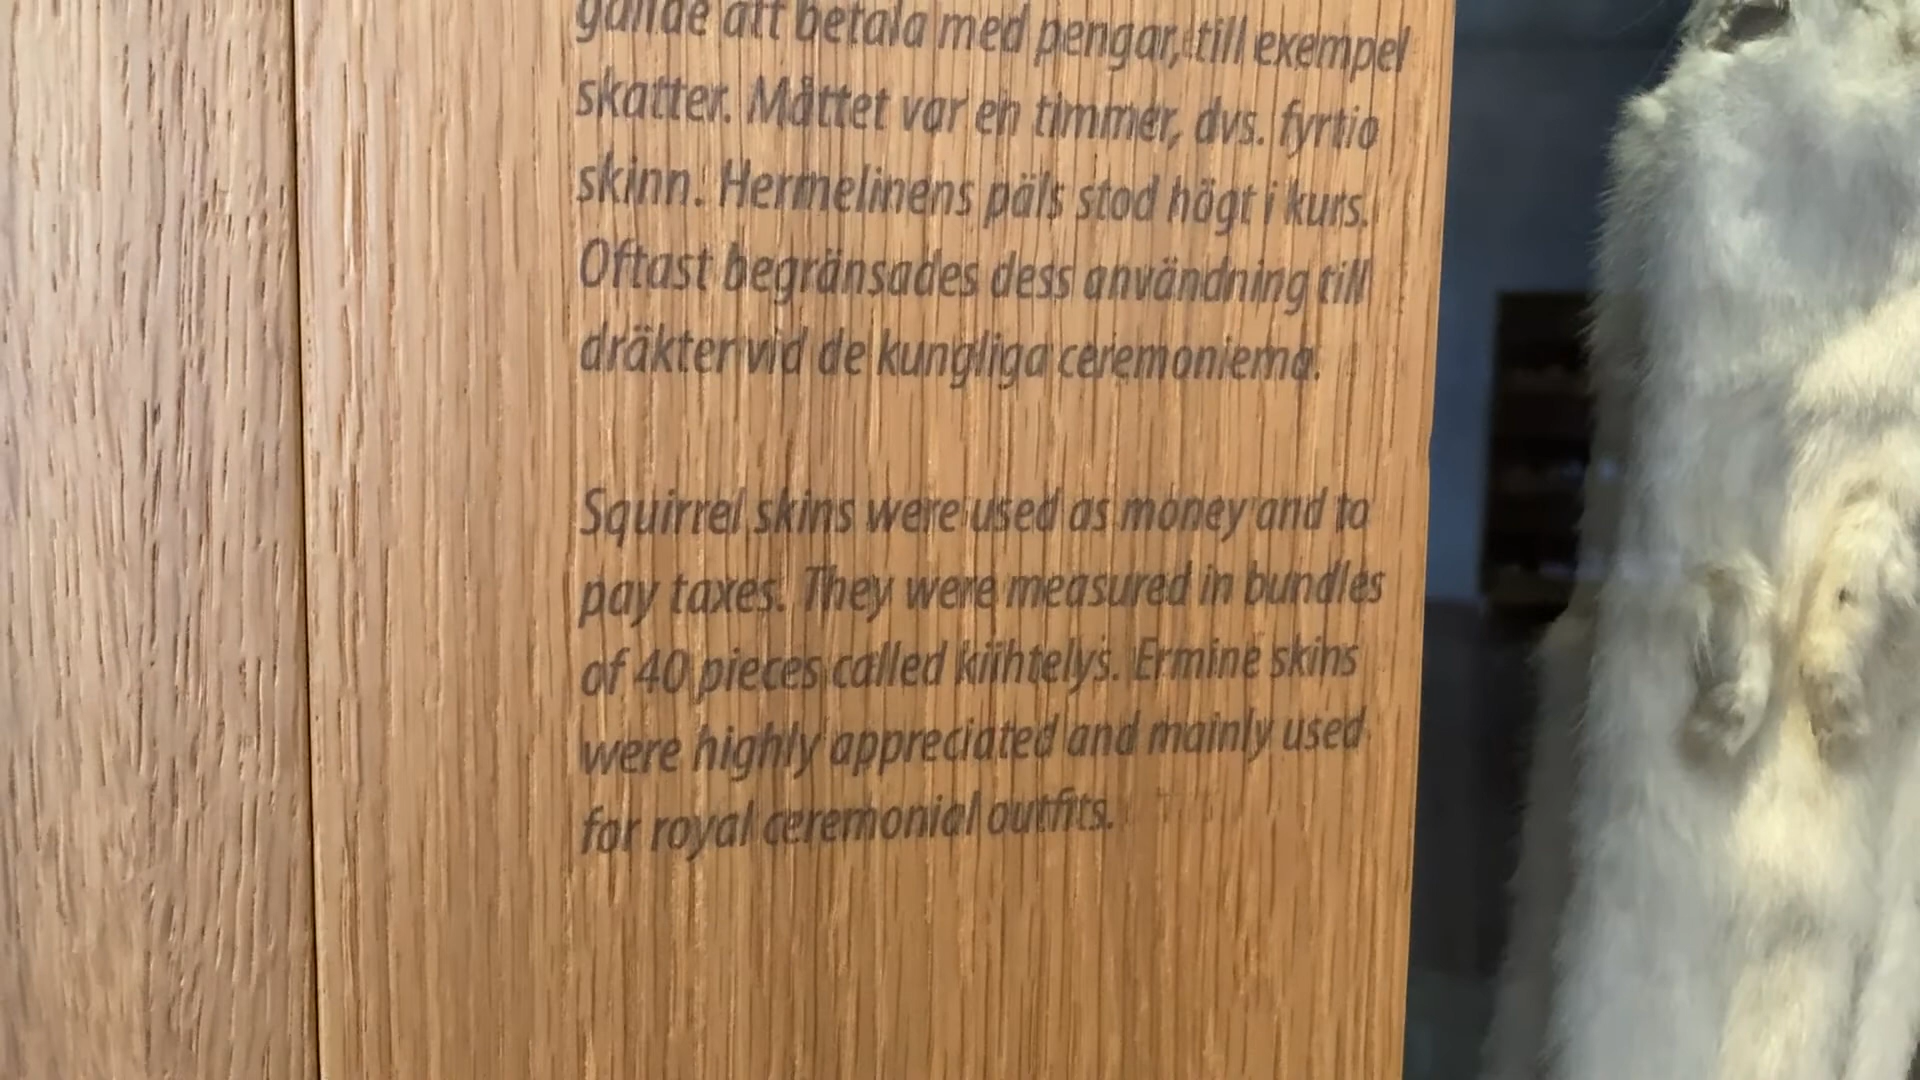 gällde att betala med pengar, till exempel
skatter. Måttet var en timmer, dvs. fyrtio
skinn. Hermelinens päls stod högt i kurs.
Oftast begränsades dess användning till
dräkter vid de kungliga ceremonierna.
Squirrel skins were used as money and to
pay taxes. They were measured in bundles
of 40 pieces called kiihtelys. Ermine skins
were highly appreciated and mainly used
for royal ceremonial outfits.